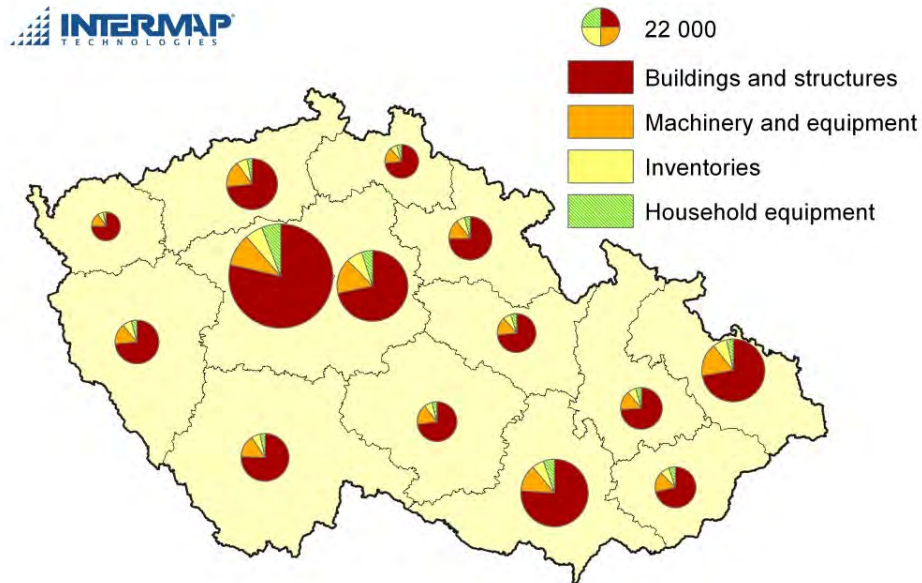 INTERMAP
TECHNOLOGIES
22 000
Buildings and structures
Machinery and equipment
Inventories
Household equipment